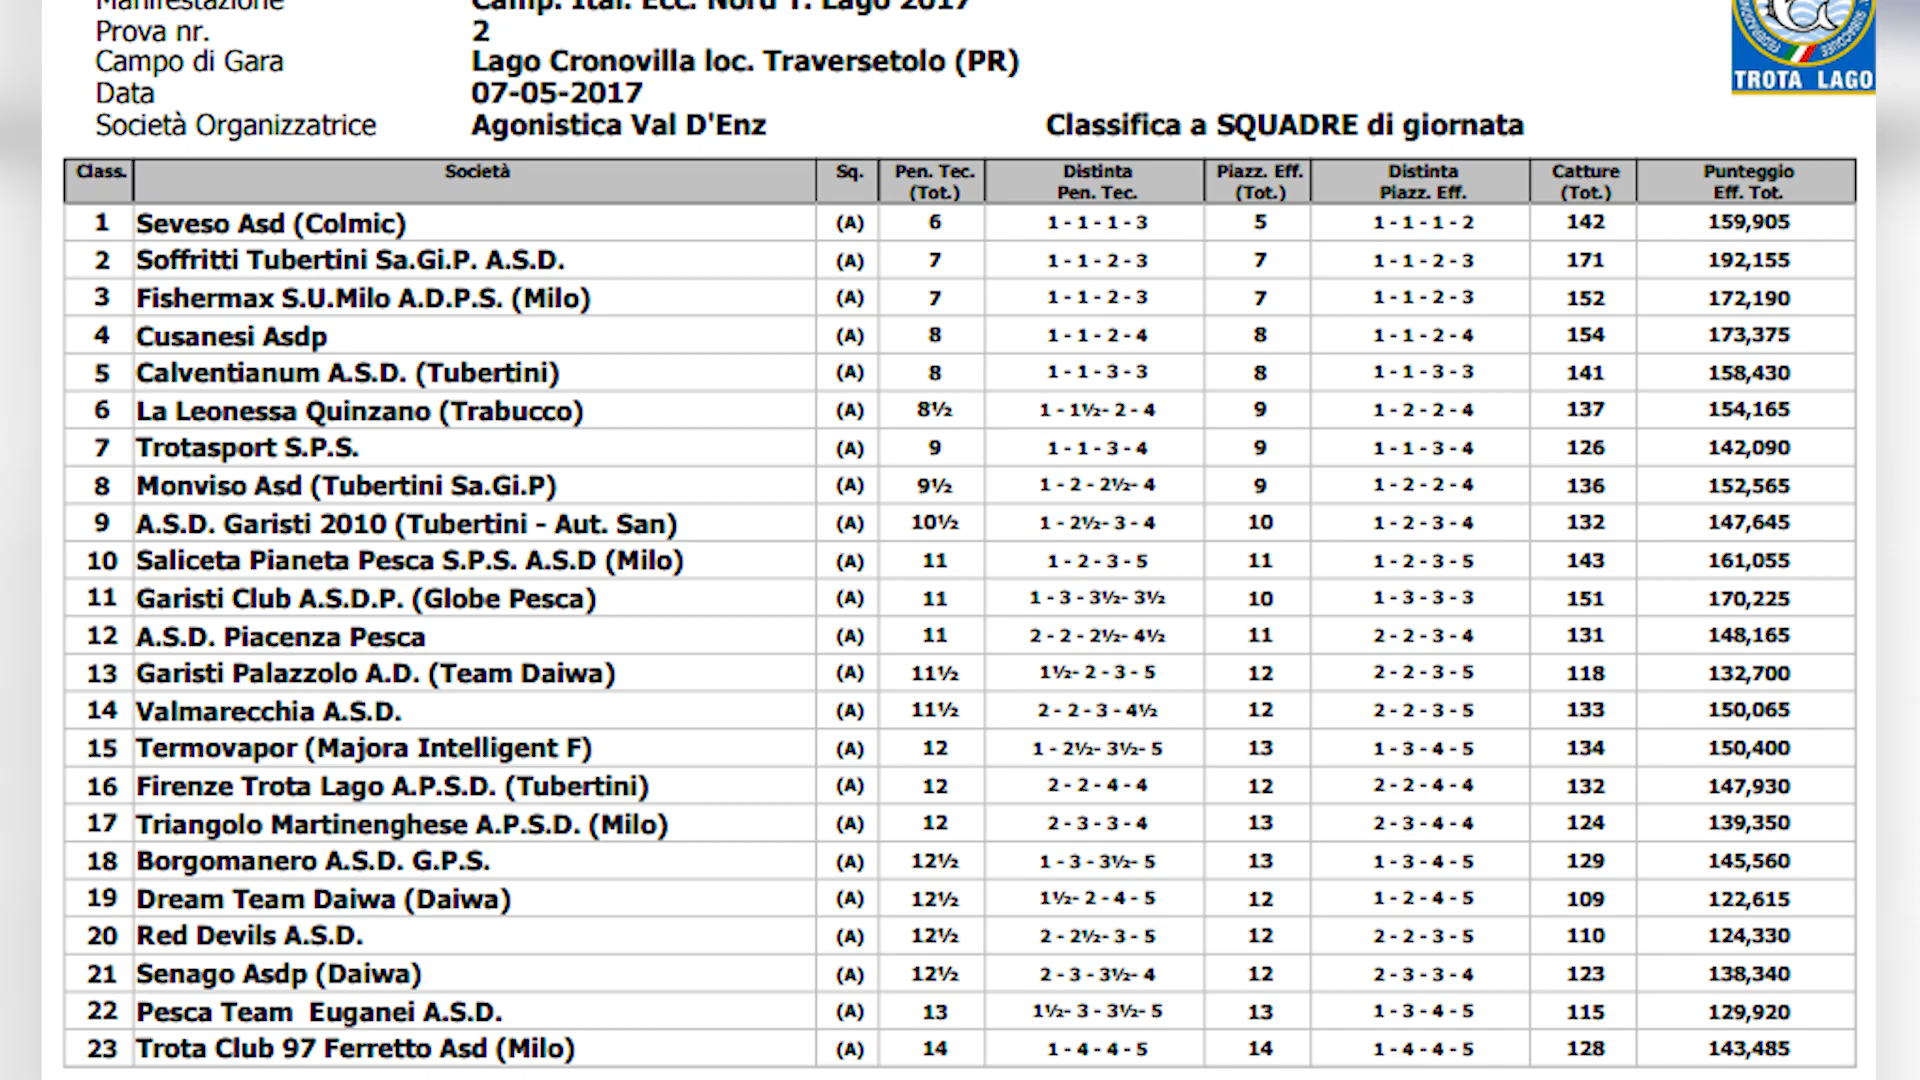 Manifestazione Camp. Ital. Ecc. Nord T. Lago 2017
Prova nr. 2
Campo di Gara Lago Cronovilla loc. Traversetolo (PR)
Data 07-05-2017
Società Organizzatrice Agonistica Val D'Enz Classifica a SQUADRE di giornata
TROTA LAGO
Class. Società Sq. Pen. Tec. (Tot.) Distinta Pen. Tec. Piazz. Eff. (Tot.) Distinta Piazz. Eff. Catture (Tot.) Punteggio Eff. Tot.
1 Seveso Asd (Colmic) (A) 6 1 - 1 - 1 - 3 5 1 - 1 - 1 - 2 142 159,905
2 Soffritti Tubertini Sa.Gi.P. A.S.D. (A) 7 1 - 1 - 2 - 3 7 1 - 1 - 2 - 3 171 192,155
3 Fishermax S.U.Milo A.D.P.S. (Milo) (A) 7 1 - 1 - 2 - 3 7 1 - 1 - 2 - 3 152 172,190
4 Cusanesi Asdp (A) 8 1 - 1 - 2 - 4 8 1 - 1 - 2 - 4 154 173,375
5 Calventianum A.S.D. (Tubertini) (A) 8 1 - 1 - 3 - 3 8 1 - 1 - 3 - 3 141 158,430
6 La Leonessa Quinzano (Trabucco) (A) 8½ 1 - 1½- 2 - 4 9 1 - 2 - 2 - 4 137 154,165
7 Trotasport S.P.S. (A) 9 1 - 1 - 3 - 4 9 1 - 1 - 3 - 4 126 142,090
8 Monviso Asd (Tubertini Sa.Gi.P) (A) 9½ 1 - 2 - 2½- 4 9 1 - 2 - 2 - 4 136 152,565
9 A.S.D. Garisti 2010 (Tubertini - Aut. San) (A) 10½ 1 - 2½- 3 - 4 10 1 - 2 - 3 - 4 132 147,645
10 Saliceta Pianeta Pesca S.P.S. A.S.D (Milo) (A) 11 1 - 2 - 3 - 5 11 1 - 2 - 3 - 5 143 161,055
11 Garisti Club A.S.D.P. (Globe Pesca) (A) 11 1 - 3 - 3½- 3½ 10 1 - 3 - 3 - 3 151 170,225
12 A.S.D. Piacenza Pesca (A) 11 2 - 2 - 2½- 4½ 11 2 - 2 - 3 - 4 131 148,165
13 Garisti Palazzolo A.D. (Team Daiwa) (A) 11½ 1½- 2 - 3 - 5 12 2 - 2 - 3 - 5 118 132,700
14 Valmarecchia A.S.D. (A) 11½ 2 - 2 - 3 - 4½ 12 2 - 2 - 3 - 5 133 150,065
15 Termovapor (Majora Intelligent F) (A) 12 1 - 2½- 3½- 5 13 1 - 3 - 4 - 5 134 150,400
16 Firenze Trota Lago A.P.S.D. (Tubertini) (A) 12 2 - 2 - 4 - 4 12 2 - 2 - 4 - 4 132 147,930
17 Triangolo Martinenghese A.P.S.D. (Milo) (A) 12 2 - 3 - 3 - 4 13 2 - 3 - 4 - 4 124 139,350
18 Borgomanero A.S.D. G.P.S. (A) 12½ 1 - 3 - 3½- 5 13 1 - 3 - 4 - 5 129 145,560
19 Dream Team Daiwa (Daiwa) (A) 12½ 1½- 2 - 4 - 5 12 1 - 2 - 4 - 5 109 122,615
20 Red Devils A.S.D. (A) 12½ 2 - 2½- 3 - 5 12 2 - 2 - 3 - 5 110 124,330
21 Senago Asdp (Daiwa) (A) 12½ 2 - 3 - 3½- 4 12 2 - 3 - 3 - 4 123 138,340
22 Pesca Team Euganei A.S.D. (A) 13 1½- 3 - 3½- 5 13 1 - 3 - 4 - 5 115 129,920
23 Trota Club 97 Ferretto Asd (Milo) (A) 14 1 - 4 - 4 - 5 14 1 - 4 - 4 - 5 128 143,485